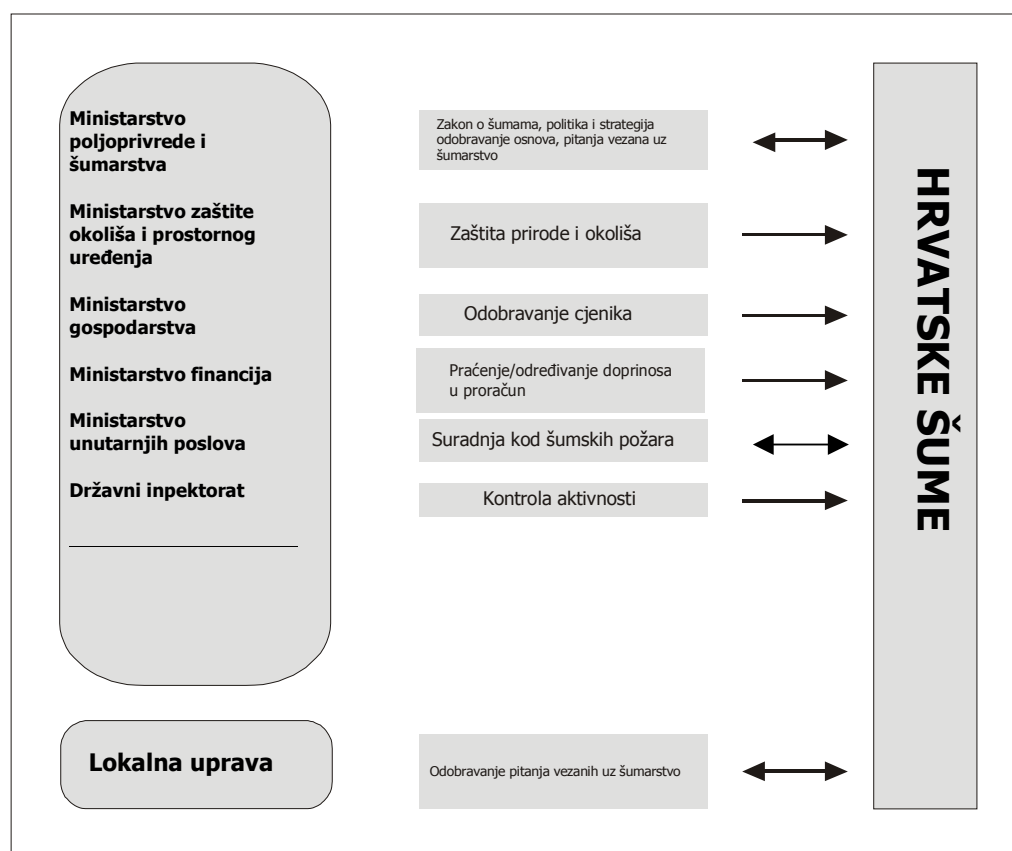 Ministarstvo
poljoprivrede i
šumarstva
Zakon o šumama, politika i strategija
odobravanje osnova, pitanja vezana uz
šumarstvo
Ministarstvo zaštite
okoliša i prostornog
uređenja
Zaštita prirode i okoliša
Ministarstvo
gospodarstva
Odobravanje cjenika
Ministarstvo financija
Praćenje/određivanje doprinosa
u proračun
Ministarstvo
unutarnjih poslova
Suradnja kod šumskih požara
Državni inpektorat
Kontrola aktivnosti
Lokalna uprava
Odobravanje pitanja vezanih uz šumarstvo
HRVATSKE ŠUME